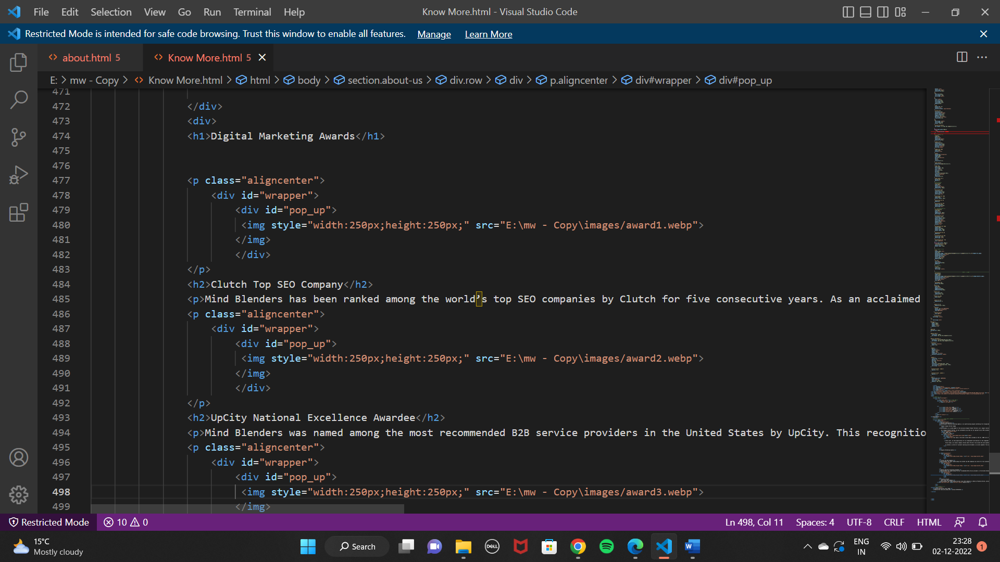 File Edit Selection View Go Run Terminal Help Know More.html - Visual Studio Code
Restricted Mode is intended for safe code browsing. Trust this window to enable all features. Manage Learn More
about.html 5 Know More.html 5
E: > mw - Copy > Know More.html > html > body > section.about-us > div.row > div > p.aligncenter > div#wrapper > div#pop_up
471
472 </div>
473 <div>
474 <h1>Digital Marketing Awards</h1>
475
476
477 <p class="aligncenter">
478 <div id="wrapper">
479 <div id="pop_up">
480 <img style="width:250px;height:250px;" src="E:\mw - Copy\images/award1.webp">
481 </img>
482 </div>
483 </p>
484 <h2>Clutch Top SEO Company</h2>
485 <p>Mind Blenders has been ranked among the world’s top SEO companies by Clutch for five consecutive years. As an acclaimed
486 <p class="aligncenter">
487 <div id="wrapper">
488 <div id="pop_up">
489 <img style="width:250px;height:250px;" src="E:\mw - Copy\images/award2.webp">
490 </img>
491 </div>
492 </p>
493 <h2>UpCity National Excellence Awardee</h2>
494 <p>Mind Blenders was named among the most recommended B2B service providers in the United States by UpCity. This recognitio
495 <p class="aligncenter">
496 <div id="wrapper">
497 <div id="pop_up">
498 <img style="width:250px;height:250px;" src="E:\mw - Copy\images/award3.webp">
499 </img>
Restricted Mode 10 0 Ln 498, Col 11 Spaces: 4 UTF-8 CRLF HTML
15°C
Mostly cloudy
Search
DELL
W
ENG
IN
23:28
02-12-2022
1